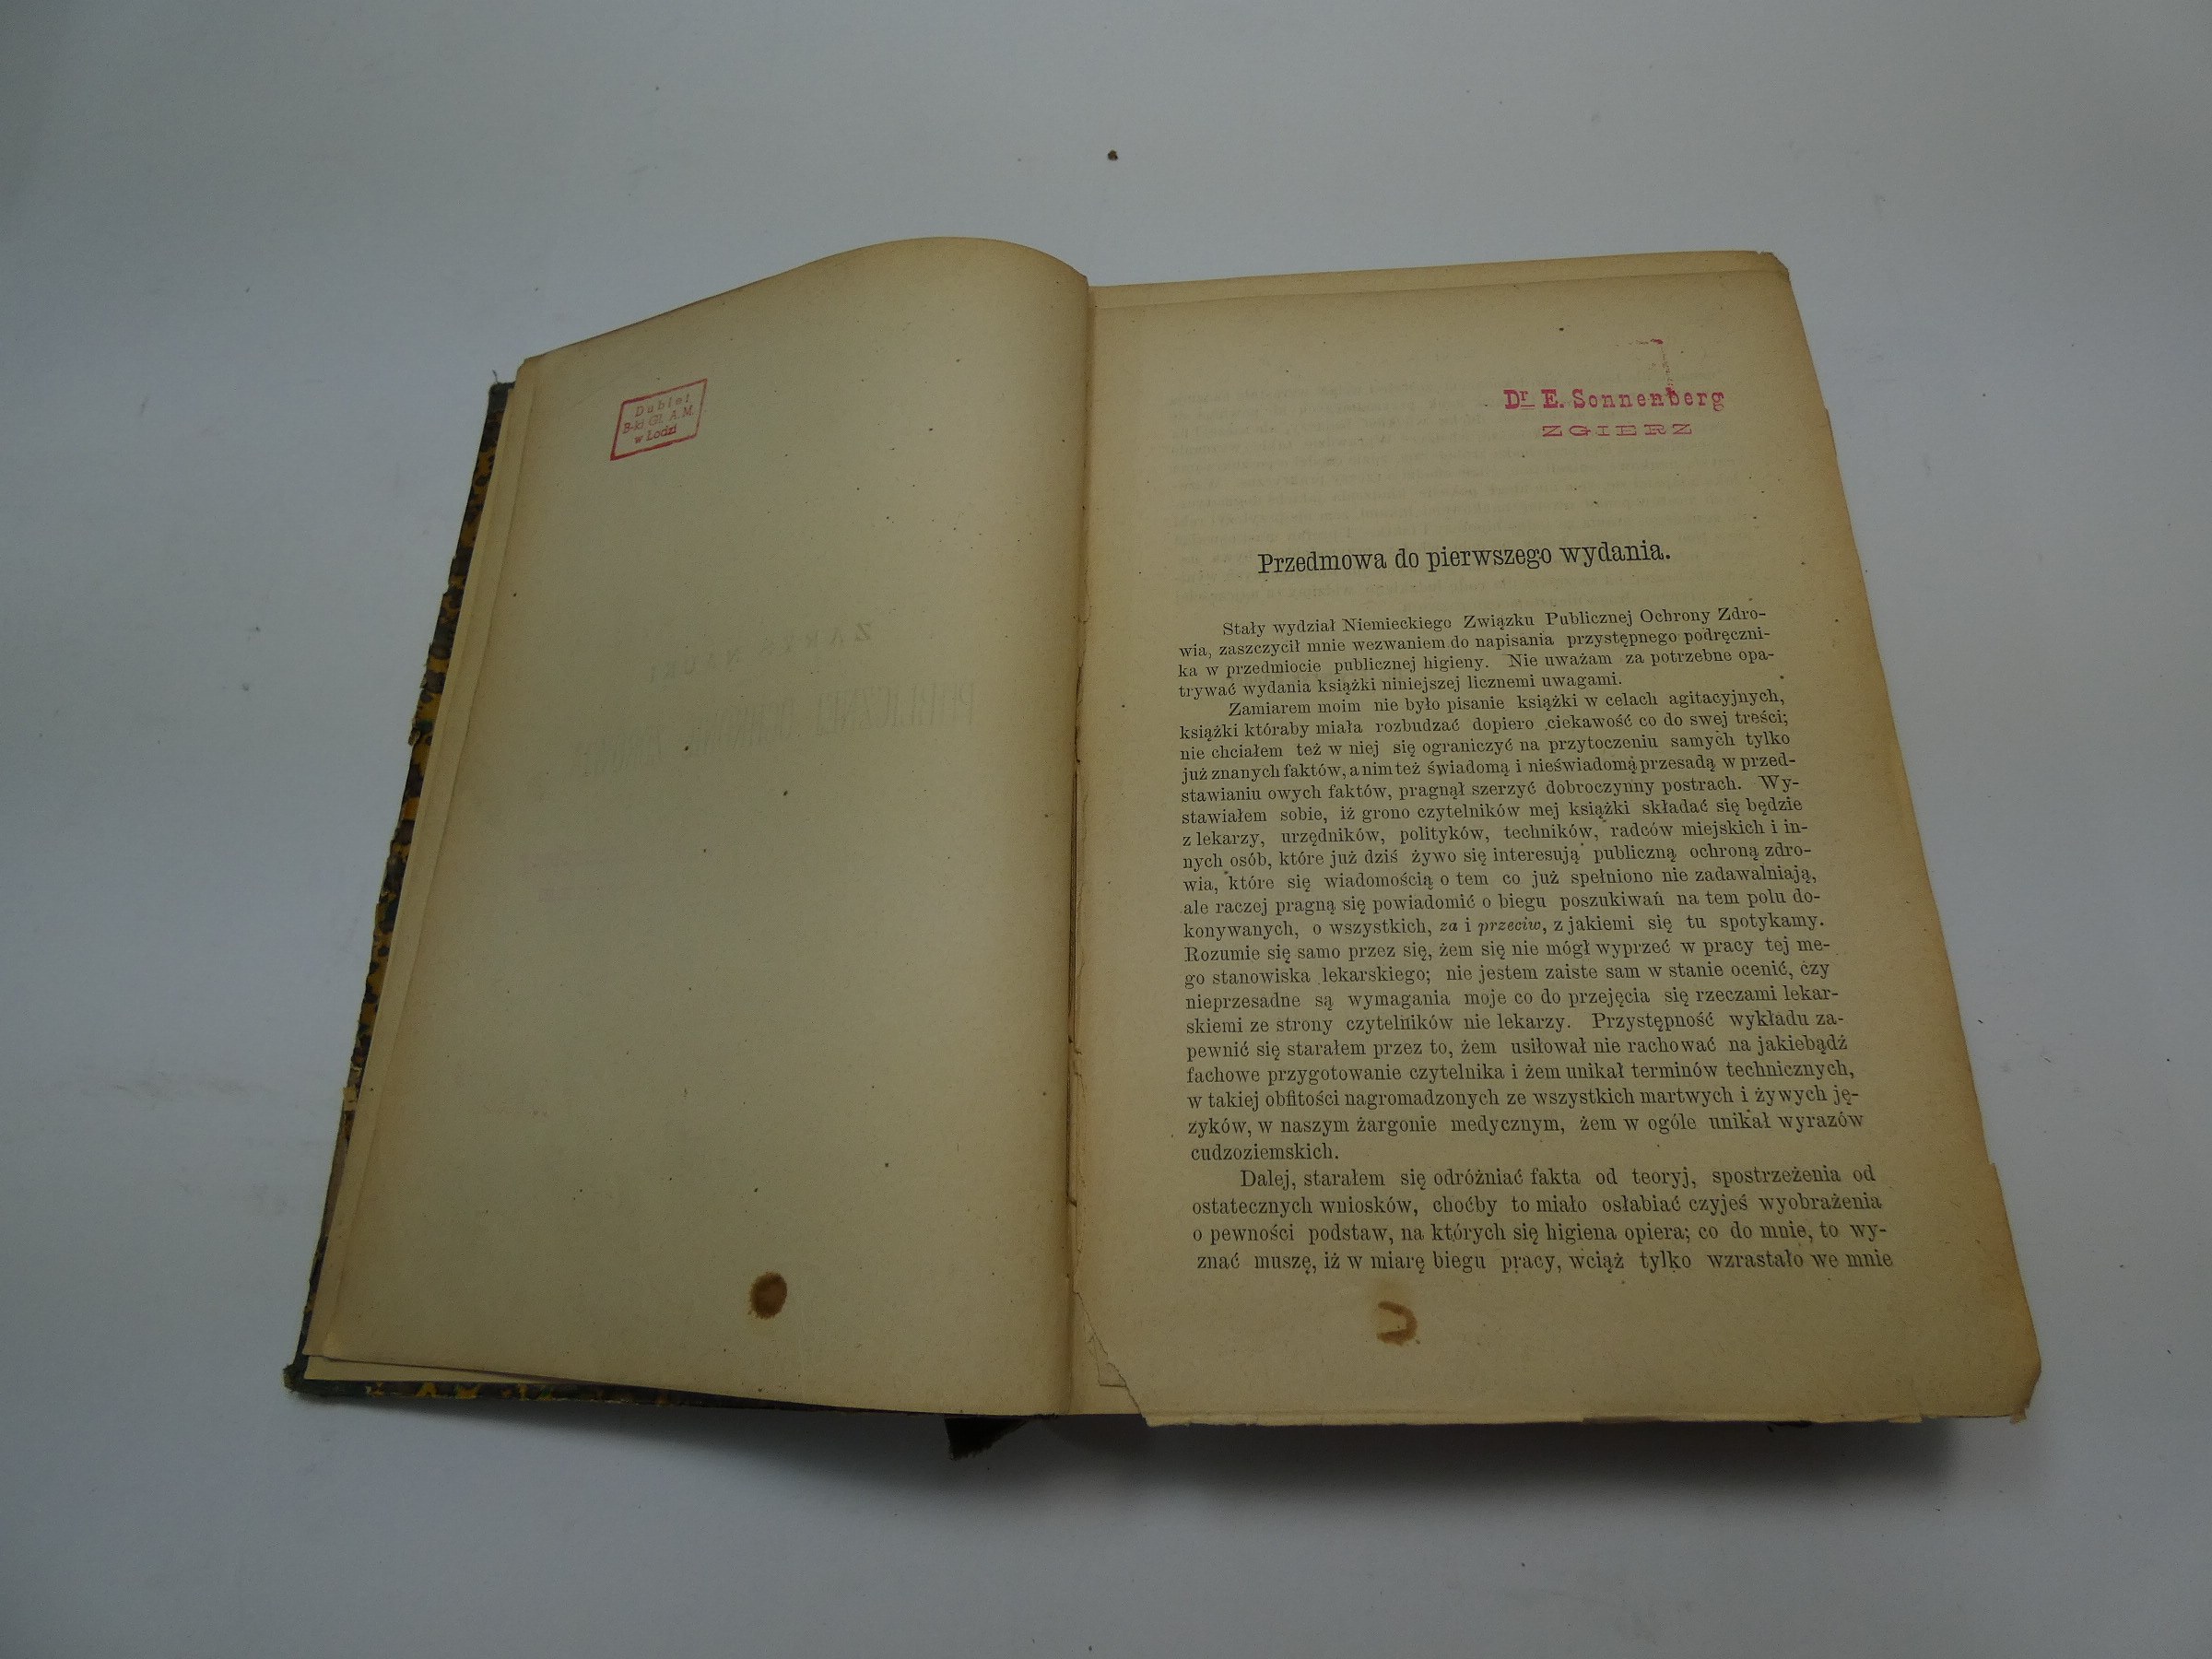 Dublet
B-ki Gł. A.M.
w Łodzi
Dr E. Sonnenberg
ZGIERZ
Przedmowa do pierwszego wydania.
Stały wydział Niemieckiego Związku Publicznej Ochrony Zdro-
wia, zaszczycił mnie wezwaniem do napisania przystępnego podręczni-
ka w przedmiocie publicznej higieny. Nie uważam za potrzebne opa-
trywać wydania książki niniejszej licznemi uwagami.
Zamiarem moim nie było pisanie książki w celach agitacyjnych,
książki któraby miała rozbudzać dopiero ciekawość co do swej treści;
nie chciałem też w niej się ograniczyć na przytoczeniu samych tylko
już znanych faktów, anim też świadomą i nieświadomą przesadą w przed-
stawianiu owych faktów, pragnął szerzyć dobroczynny postrach. Wy-
stawiałem sobie, iż grono czytelników mej książki składać się będzie
z lekarzy, urzędników, polityków, techników, radców miejskich i in-
nych osób, które już dziś żywo się interesują publiczną ochroną zdro-
wia, które się wiadomością o tem co już spełniono nie zadawalniają,
ale raczej pragną się powiadomić o biegu poszukiwań na tem polu do-
konywanych, o wszystkich, za i przeciw, z jakiemi się tu spotykamy.
Rozumie się samo przez się, żem się nie mógł wyprzeć w pracy tej me-
go stanowiska lekarskiego; nie jestem zaiste sam w stanie ocenić, czy
nieprzesadne są wymagania moje co do przejęcia się rzeczami lekar-
skiemi ze strony czytelników nie lekarzy. Przystępność wykładu za-
pewnić się starałem przez to, żem usiłował nie rachować na jakiebądź
fachowe przygotowanie czytelnika i żem unikał terminów technicznych,
w takiej obfitości nagromadzonych ze wszystkich martwych i żywych ję-
zyków, w naszym żargonie medycznym, żem w ogóle unikał wyrazów
cudzoziemskich.
Dalej, starałem się odróżniać fakta od teoryj, spostrzeżenia od
ostatecznych wniosków, choćby to miało osłabiać czyjeś wyobrażenia
o pewności podstaw, na których się higiena opiera; co do mnie, to wy-
znać muszę, iż w miarę biegu pracy, wciąż tylko wzrastało we mnie